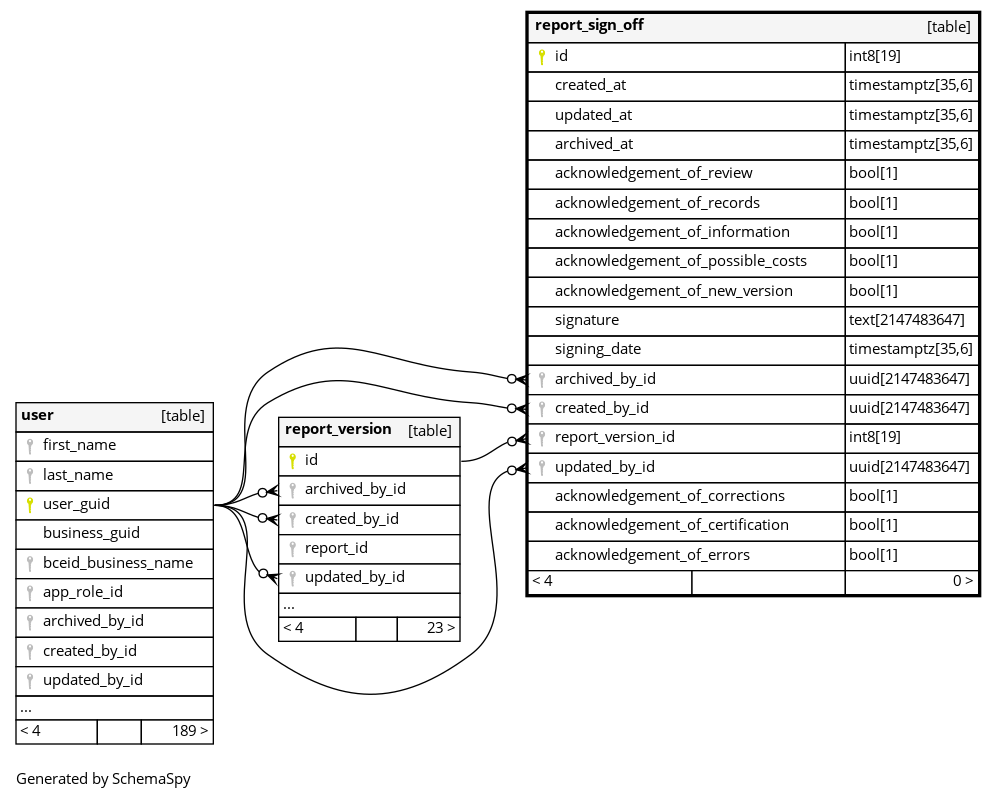 report_sign_off [table]
id int8[19]
created_at timestamptz[35,6]
updated_at timestamptz[35,6]
archived_at timestamptz[35,6]
acknowledgement_of_review bool[1]
acknowledgement_of_records bool[1]
acknowledgement_of_information bool[1]
acknowledgement_of_possible_costs bool[1]
acknowledgement_of_new_version bool[1]
signature text[2147483647]
signing_date timestamptz[35,6]
archived_by_id uuid[2147483647]
created_by_id uuid[2147483647]
report_version_id int8[19]
updated_by_id uuid[2147483647]
acknowledgement_of_corrections bool[1]
acknowledgement_of_certification bool[1]
acknowledgement_of_errors bool[1]
< 4 0 >
user [table]
first_name
last_name
user_guid
business_guid
bceid_business_name
app_role_id
archived_by_id
created_by_id
updated_by_id
...
< 4 189 >
report_version [table]
id
archived_by_id
created_by_id
report_id
updated_by_id
...
< 4 23 >
Generated by SchemaSpy